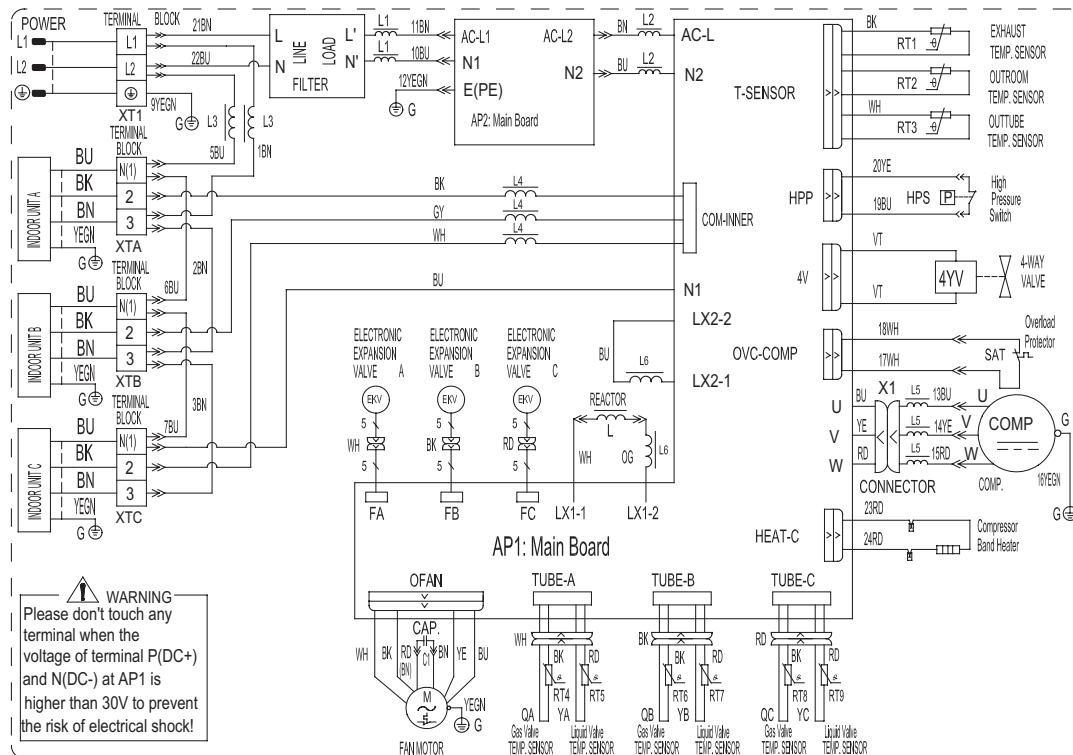 POWER
L1
L2
TERMINAL BLOCK
L1
L2
XT1
21BN
22BU
9YEGN
G
L3
L3
5BU
1BN
L
N
LINE
LOAD
FILTER
L'
N'
L1
L1
11BN
10BU
12YEGN
G
AC-L1
N1
E(PE)
AC-L2
N2
AP2: Main Board
BN
L2
BU
L2
AC-L
N2
T-SENSOR
BK
RT1
EXHAUST
TEMP. SENSOR
RT2
OUTROOM
TEMP. SENSOR
WH
RT3
OUTTUBE
TEMP. SENSOR
HPP
20YE
19BU
HPS
P
High
Pressure
Switch
4V
VT
VT
4YV
4-WAY
VALVE
OVC-COMP
18WH
17WH
SAT
Overload
Protector
U
V
W
BU
YE
RD
X1
CONNECTOR
L5
13BU
L5
14YE
L5
15RD
U
V
W
COMP
COMP.
16YEGN
G
HEAT-C
23RD
24RD
Compressor
Band Heater
INDOOR UNIT A
BU
BK
BN
YEGN
G
TERMINAL
BLOCK
N(1)
2
3
XTA
2BN
6BU
INDOOR UNIT B
BU
BK
BN
YEGN
G
TERMINAL
BLOCK
N(1)
2
3
XTB
3BN
7BU
INDOOR UNIT C
BU
BK
BN
YEGN
G
TERMINAL
BLOCK
N(1)
2
3
XTC
BK
L4
GY
L4
WH
L4
COM-INNER
BU
N1
LX2-2
BU
L6
LX2-1
ELECTRONIC
EXPANSION
VALVE A
EKV
5
WH
5
FA
ELECTRONIC
EXPANSION
VALVE B
EKV
5
BK
5
FB
ELECTRONIC
EXPANSION
VALVE C
EKV
5
RD
5
FC
REACTOR
L
WH
OG
L6
LX1-1
LX1-2
AP1: Main Board
OFAN
CAP.
C1
WH
BK
RD
(BN)
BN
YE
BU
M
YEGN
G
FAN MOTOR
TUBE-A
WH
BK
RD
RT4
RT5
QA
YA
Gas Valve
TEMP. SENSOR
Liquid Valve
TEMP. SENSOR
TUBE-B
BK
BK
RD
RT6
RT7
QB
YB
Gas Valve
TEMP. SENSOR
Liquid Valve
TEMP. SENSOR
TUBE-C
RD
BK
RD
RT8
RT9
QC
YC
Gas Valve
TEMP. SENSOR
Liquid Valve
TEMP. SENSOR
WARNING
Please don't touch any
terminal when the
voltage of terminal P(DC+)
and N(DC-) at AP1 is
higher than 30V to prevent
the risk of electrical shock!